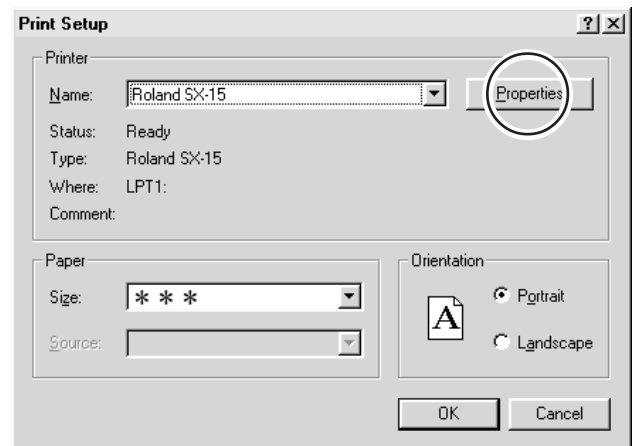 Print Setup
Printer
Name: Roland SX-15 Properties
Status: Ready
Type: Roland SX-15
Where: LPT1:
Comment:
Paper
Size: * * *
Source:
Orientation
A
Portrait
Landscape
OK Cancel